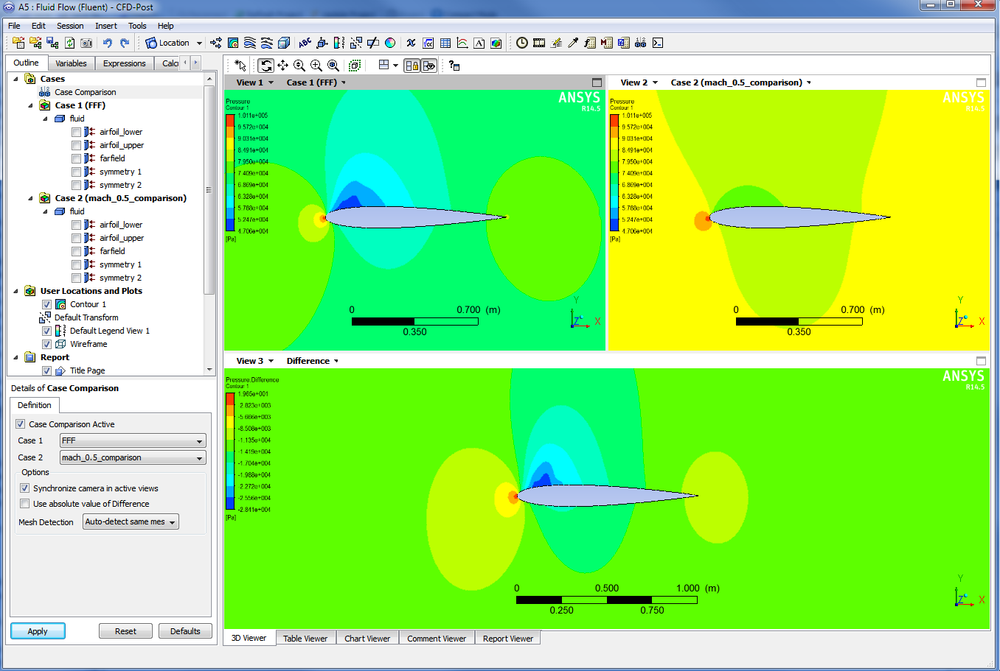 A5 : Fluid Flow (Fluent) - CFD-Post
File Edit Session Insert Tools Help
Location
Outline Variables Expressions Calc
Cases
Case Comparison
Case 1 (FFF)
fluid
airfoil_lower
airfoil_upper
farfield
symmetry 1
symmetry 2
Case 2 (mach_0.5_comparison)
fluid
airfoil_lower
airfoil_upper
farfield
symmetry 1
symmetry 2
User Locations and Plots
Contour 1
Default Transform
Default Legend View 1
Wireframe
Report
Title Page
Details of Case Comparison
Definition
Case Comparison Active
Case 1 FFF
Case 2 mach_0.5_comparison
Options
Synchronize camera in active views
Use absolute value of Difference
Mesh Detection Auto-detect same mes
Apply Reset Defaults
View 1 Case 1 (FFF)
ANSYS
R14.5
Pressure
Contour 1
1.011e+005
9.572e+004
9.031e+004
8.491e+004
7.950e+004
7.409e+004
6.869e+004
6.328e+004
5.788e+004
5.247e+004
4.706e+004
[Pa]
0 0.700 (m)
0.350
Y
Z X
View 2 Case 2 (mach_0.5_comparison)
ANSYS
R14.5
Pressure
Contour 1
1.011e+005
9.572e+004
9.031e+004
8.491e+004
7.950e+004
7.409e+004
6.869e+004
6.328e+004
5.788e+004
5.247e+004
4.706e+004
[Pa]
0 0.700 (m)
0.350
Y
Z X
View 3 Difference
ANSYS
R14.5
Pressure.Difference
Contour 1
1.965e+001
-2.823e+003
-5.666e+003
-8.508e+003
-1.135e+004
-1.419e+004
-1.704e+004
-1.988e+004
-2.272e+004
-2.556e+004
-2.841e+004
[Pa]
0 0.500 1.000 (m)
0.250 0.750
Y
Z X
3D Viewer Table Viewer Chart Viewer Comment Viewer Report Viewer